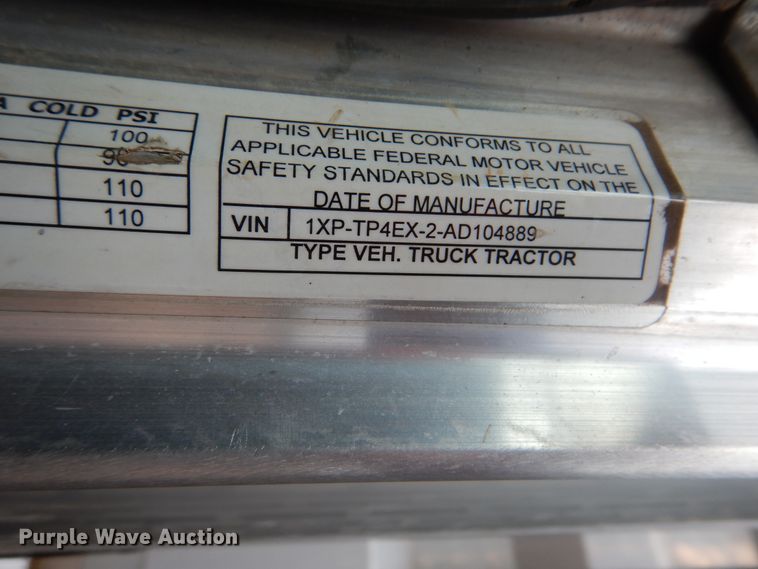 A COLD PSI
100
110
110
THIS VEHICLE CONFORMS TO ALL
APPLICABLE FEDERAL MOTOR VEHICLE
SAFETY STANDARDS IN EFFECT ON THE
DATE OF MANUFACTURE
VIN 1XP-TP4EX-2-AD104889
TYPE VEH. TRUCK TRACTOR
Purple Wave Auction